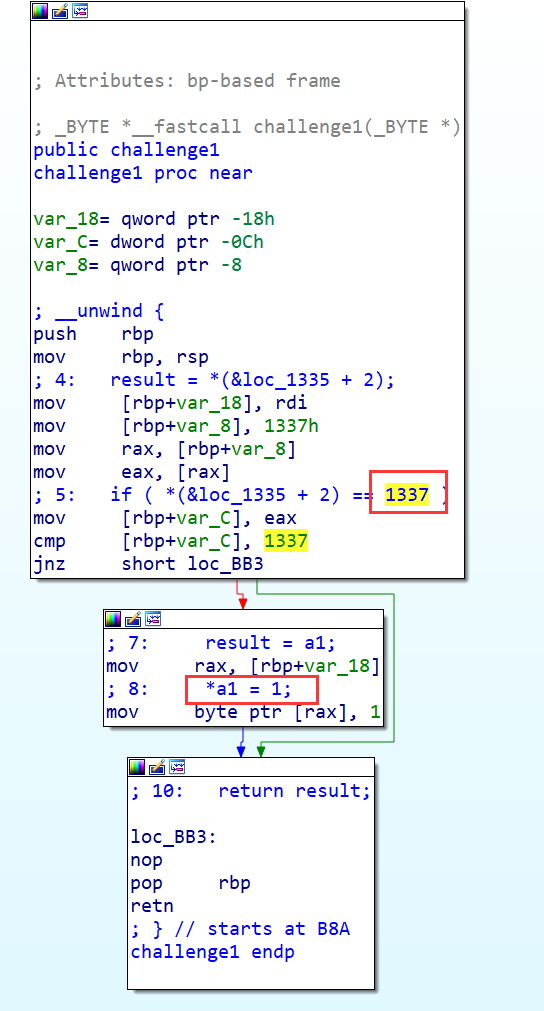 ; Attributes: bp-based frame
; _BYTE *__fastcall challenge1(_BYTE *)
public challenge1
challenge1 proc near
var_18= qword ptr -18h
var_C= dword ptr -0Ch
var_8= qword ptr -8
; __unwind {
push    rbp
mov     rbp, rsp
; 4:   result = *(&loc_1335 + 2);
mov     [rbp+var_18], rdi
mov     [rbp+var_8], 1337h
mov     rax, [rbp+var_8]
mov     eax, [rax]
; 5:   if ( *(&loc_1335 + 2) == 1337 )
mov     [rbp+var_C], eax
cmp     [rbp+var_C], 1337
jnz     short loc_BB3
; 7:     result = a1;
mov     rax, [rbp+var_18]
; 8:     *a1 = 1;
mov     byte ptr [rax], 1
; 10:   return result;
loc_BB3:
nop
pop     rbp
retn
; } // starts at B8A
challenge1 endp